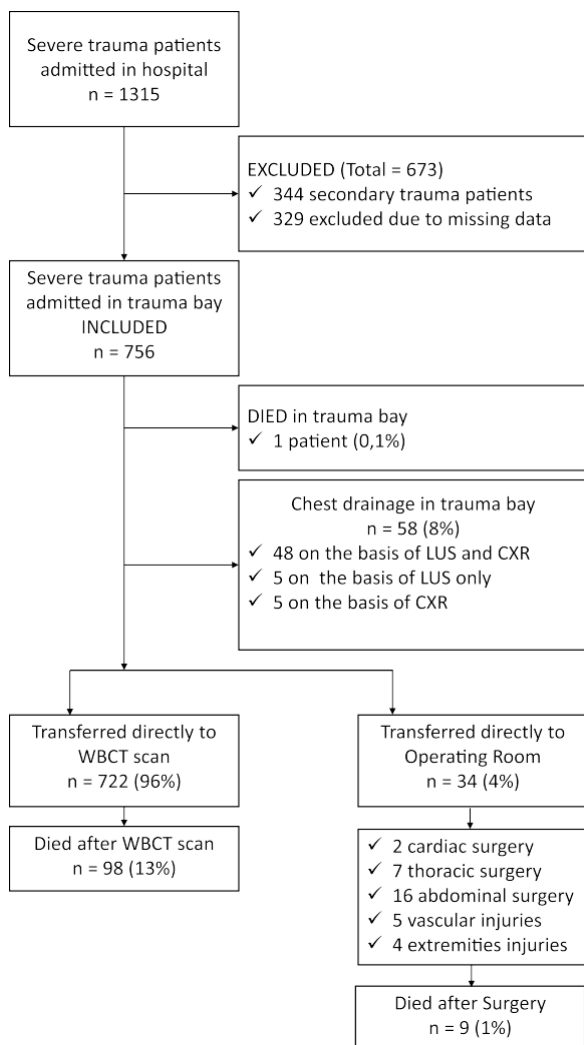 Severe trauma patients
admitted in hospital
n = 1315
EXCLUDED (Total = 673)
✓ 344 secondary trauma patients
✓ 329 excluded due to missing data
Severe trauma patients
admitted in trauma bay
INCLUDED
n = 756
DIED in trauma bay
✓ 1 patient (0,1%)
Chest drainage in trauma bay
n = 58 (8%)
✓ 48 on the basis of LUS and CXR
✓ 5 on the basis of LUS only
✓ 5 on the basis of CXR
Transferred directly to
WBCT scan
n = 722 (96%)
Died after WBCT scan
n = 98 (13%)
Transferred directly to
Operating Room
n = 34 (4%)
✓ 2 cardiac surgery
✓ 7 thoracic surgery
✓ 16 abdominal surgery
✓ 5 vascular injuries
✓ 4 extremities injuries
Died after Surgery
n = 9 (1%)